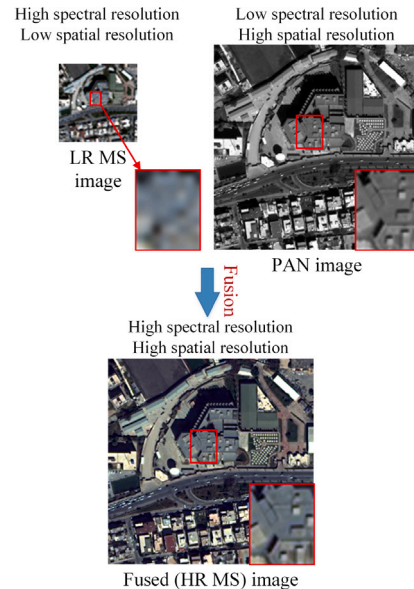 High spectral resolution
Low spatial resolution
Low spectral resolution
High spatial resolution
LR MS
image
PAN image
Fusion
High spectral resolution
High spatial resolution
Fused (HR MS) image